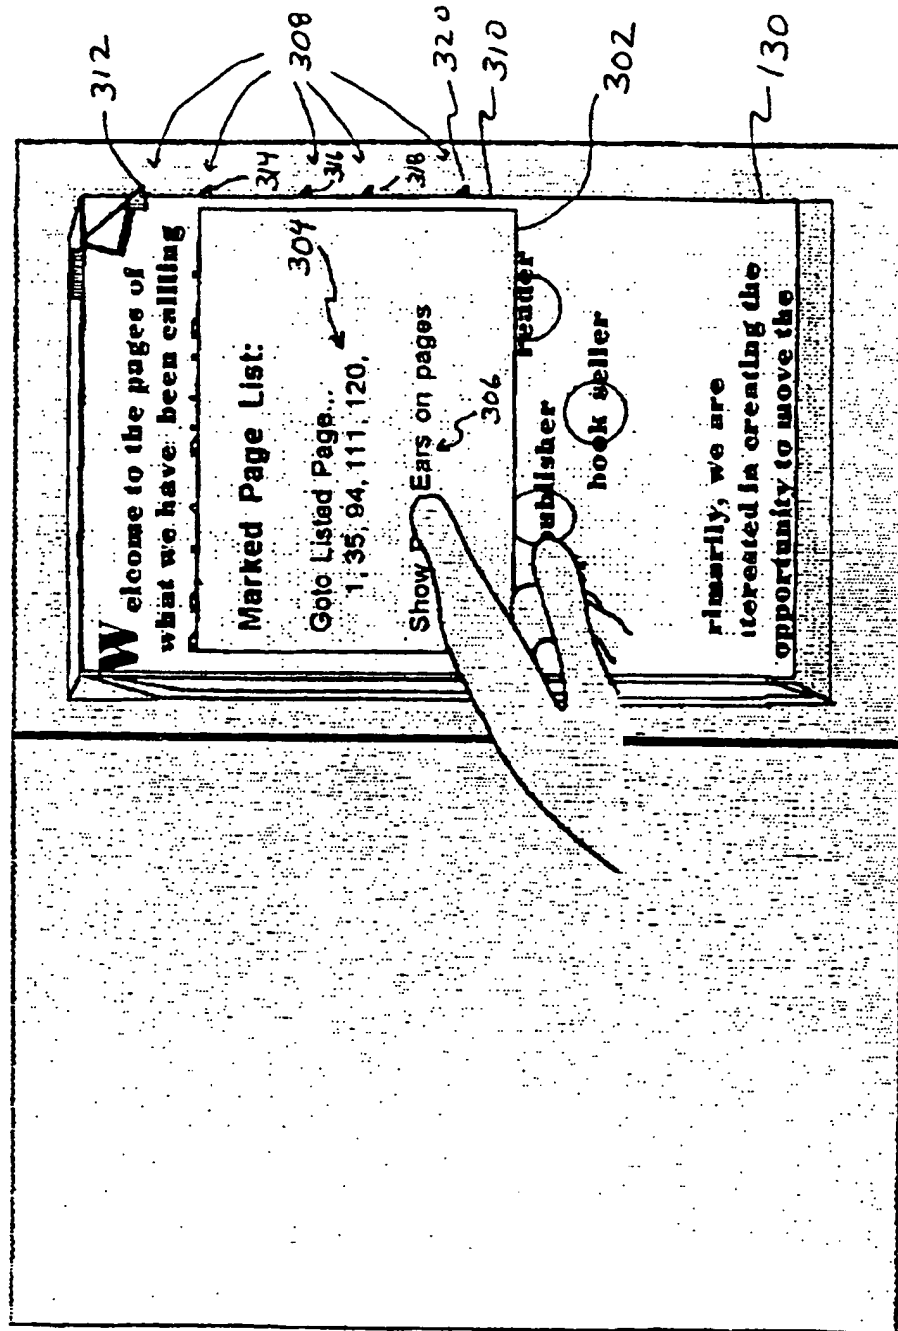 312
308
314
316
318
320
310
302
130
Welcome to the pages of
what we have been callling
Marked Page List:
304
Goto Listed Page...
1, 35, 94, 111, 120,
Show Ears on pages
306
reader
ublisher
book seller
rimarily, we are
itereated in creating the
opportunity to move the